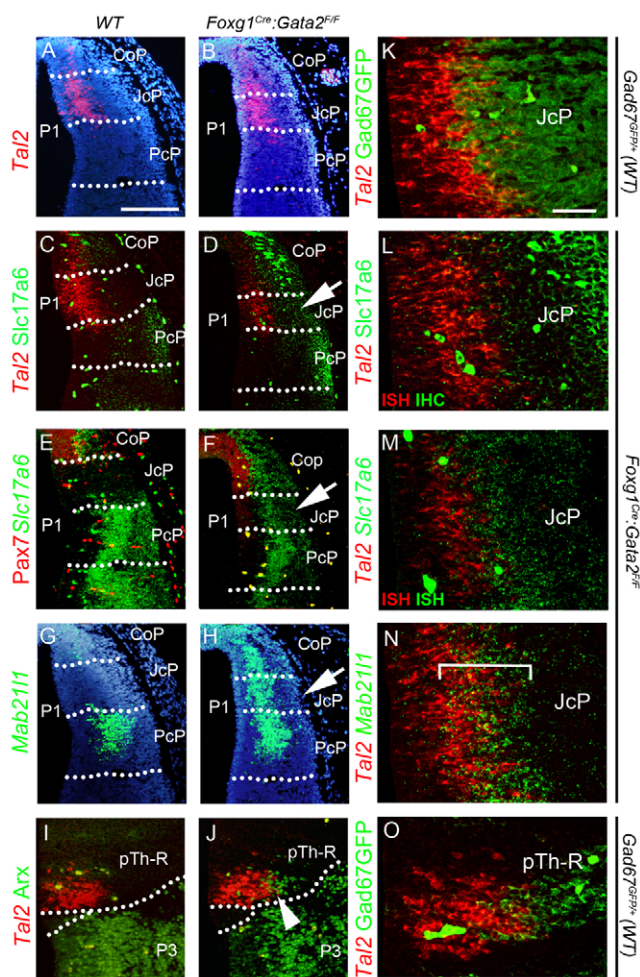 WT
Foxg1Cre:Gata2F/F
A
CoP
JcP
P1
PcP
Tal2
B
CoP
JcP
P1
PcP
K
JcP
Tal2 Gad67GFP
Gad67GFP/+ (WT)
C
CoP
JcP
P1
PcP
Tal2 Slc17a6
D
CoP
JcP
P1
PcP
L
JcP
ISH IHC
Tal2 Slc17a6
E
CoP
JcP
P1
PcP
Pax7 Slc17a6
F
Cop
JcP
P1
PcP
M
JcP
ISH ISH
Tal2 Slc17a6
Foxg1Cre:Gata2F/F
G
CoP
JcP
P1
PcP
Mab21l1
H
CoP
JcP
P1
PcP
N
JcP
Tal2 Mab21l1
I
pTh-R
Tal2 Arx
J
pTh-R
P3
O
pTh-R
Tal2 Gad67GFP
Gad67GFP/+ (WT)